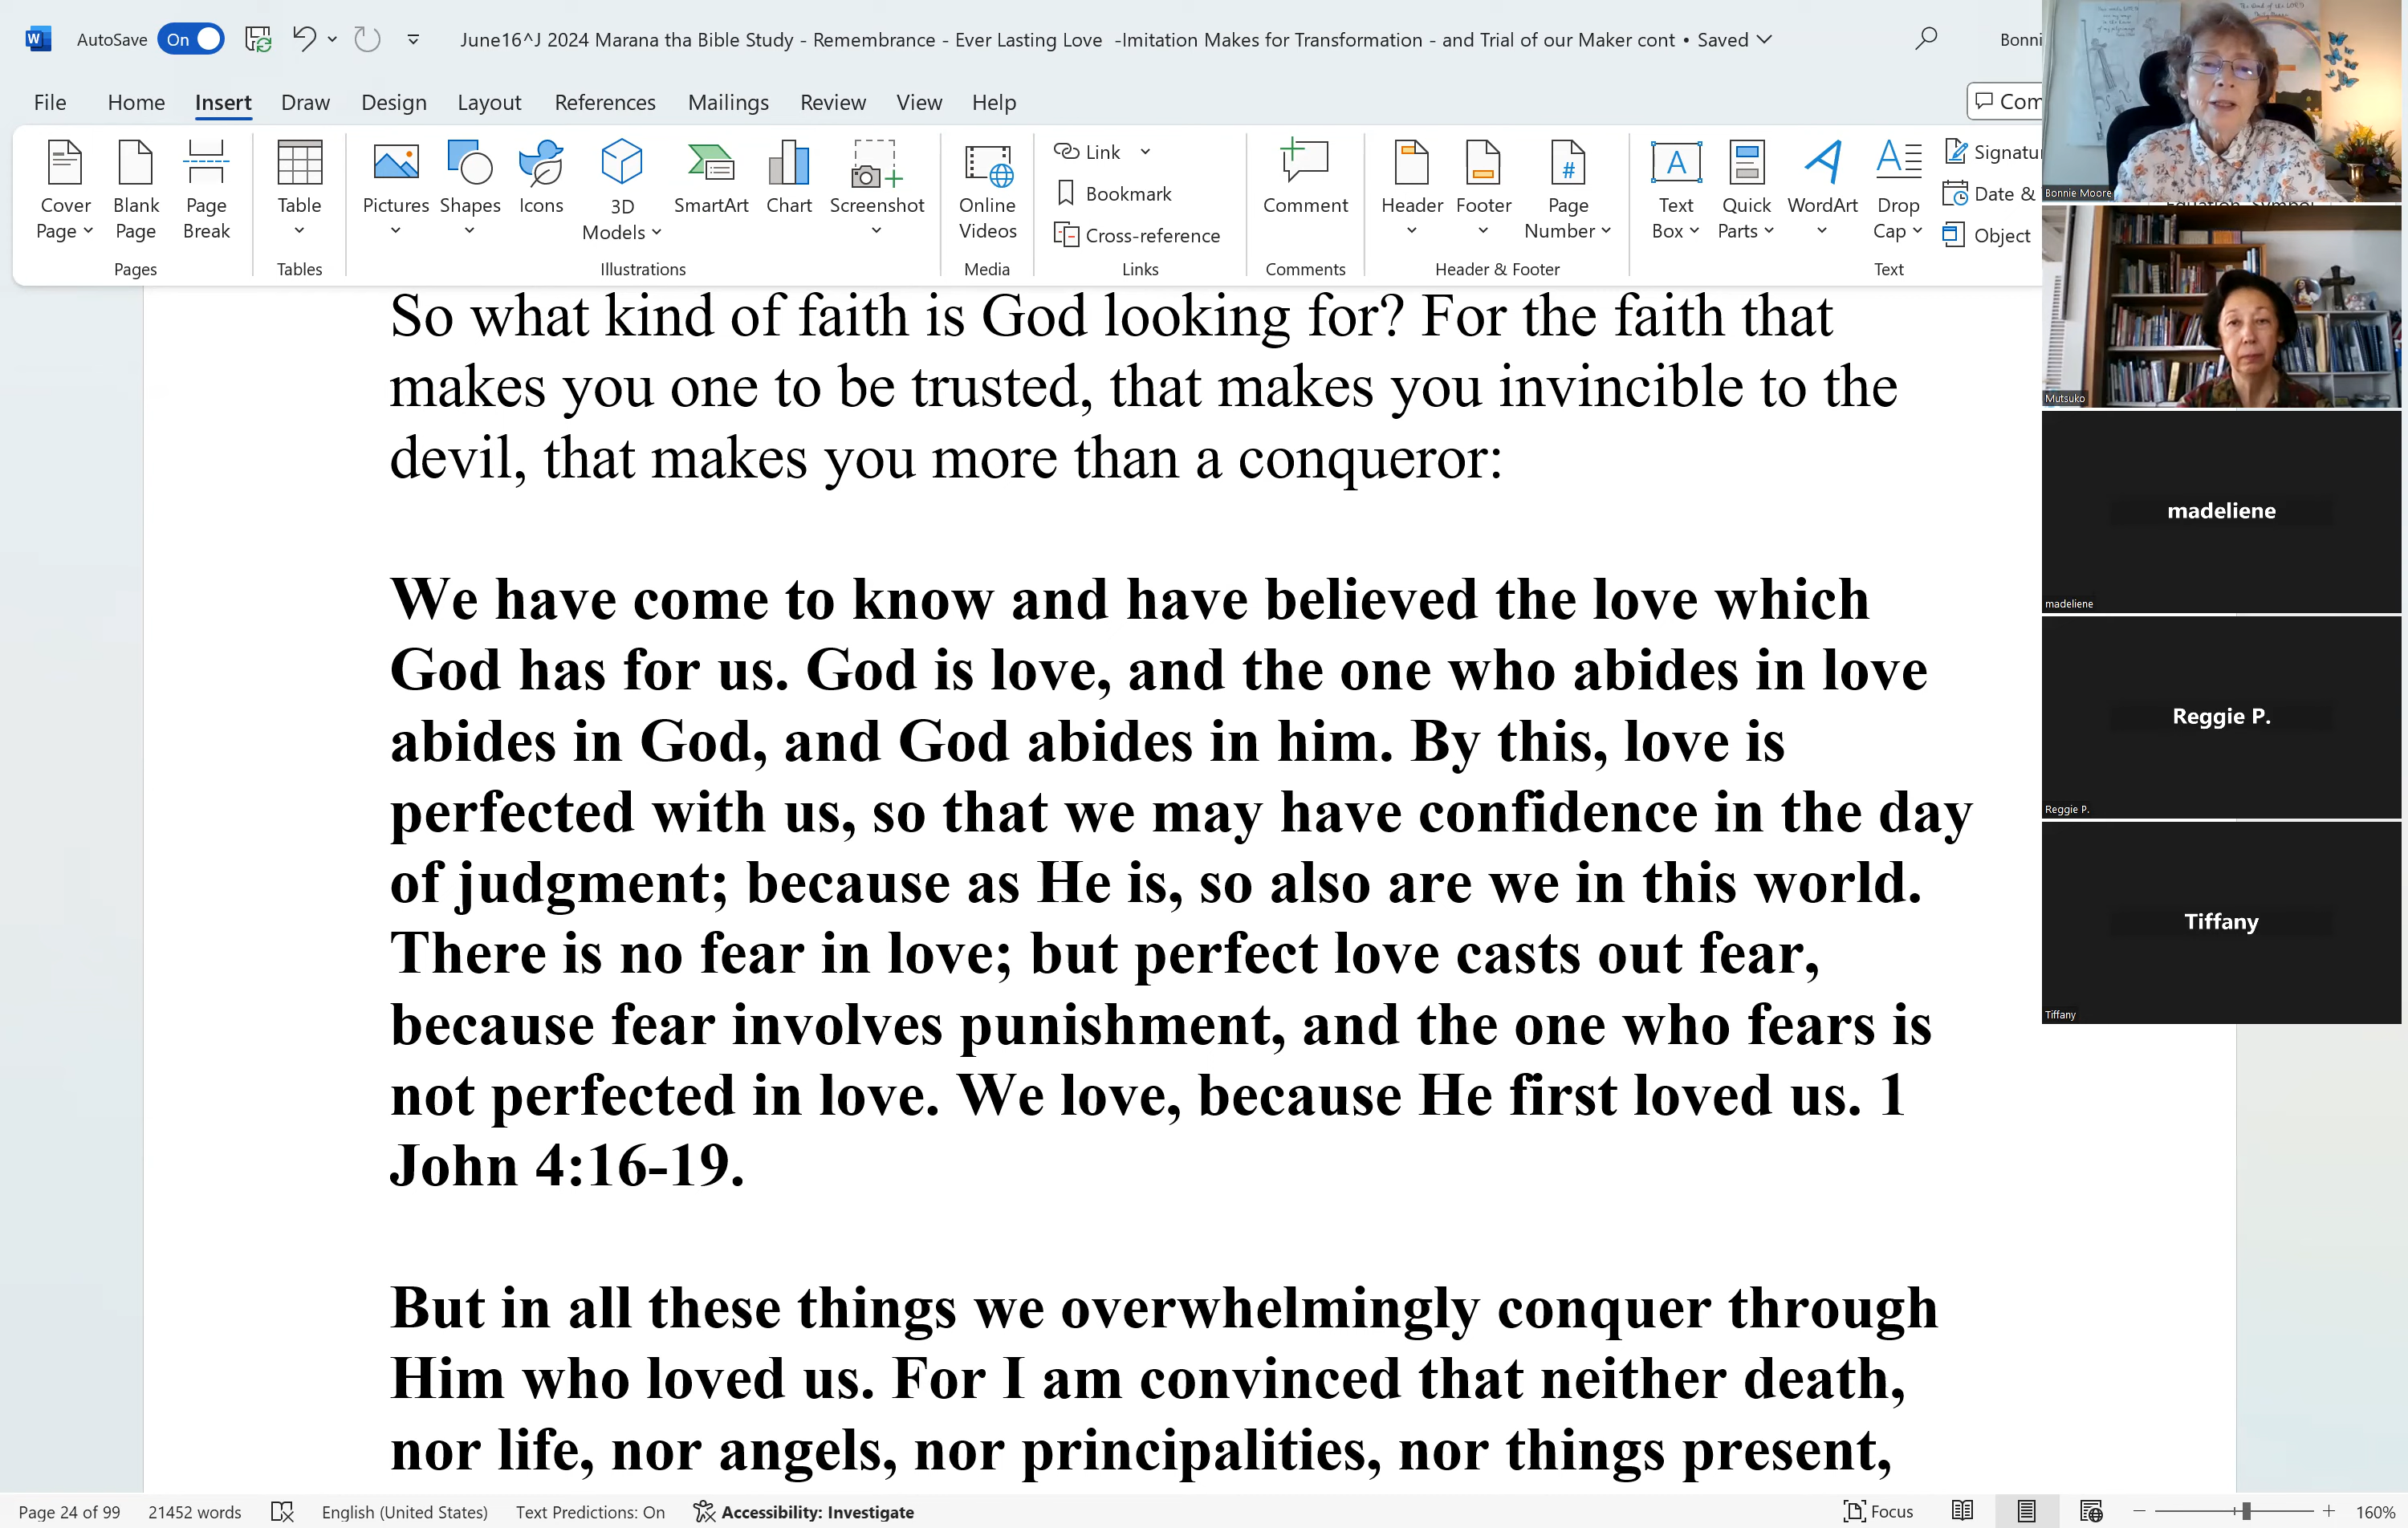 AutoSave On
June16^J 2024 Marana tha Bible Study - Remembrance - Ever Lasting Love -Imitation Makes for Transformation - and Trial of our Maker cont • Saved
Bonni
File Home Insert Draw Design Layout References Mailings Review View Help
Com
Cover Page
Blank Page
Page Break
Pages
Table
Tables
Pictures
Shapes
Icons
3D Models
SmartArt
Chart
Screenshot
Illustrations
Online Videos
Media
Link
Bookmark
Cross-reference
Links
Comment
Comments
Header
Footer
Page Number
Header & Footer
Text Box
Quick Parts
WordArt
Drop Cap
Signatu
Date &
Object
Text
So what kind of faith is God looking for? For the faith that
makes you one to be trusted, that makes you invincible to the
devil, that makes you more than a conqueror:
We have come to know and have believed the love which
God has for us. God is love, and the one who abides in love
abides in God, and God abides in him. By this, love is
perfected with us, so that we may have confidence in the day
of judgment; because as He is, so also are we in this world.
There is no fear in love; but perfect love casts out fear,
because fear involves punishment, and the one who fears is
not perfected in love. We love, because He first loved us. 1
John 4:16-19.
But in all these things we overwhelmingly conquer through
Him who loved us. For I am convinced that neither death,
nor life, nor angels, nor principalities, nor things present,
Bonnie Moore
Mutsuko
madeliene
madeliene
Reggie P.
Reggie P.
Tiffany
Tiffany
Page 24 of 99 21452 words English (United States) Text Predictions: On Accessibility: Investigate Focus 160%